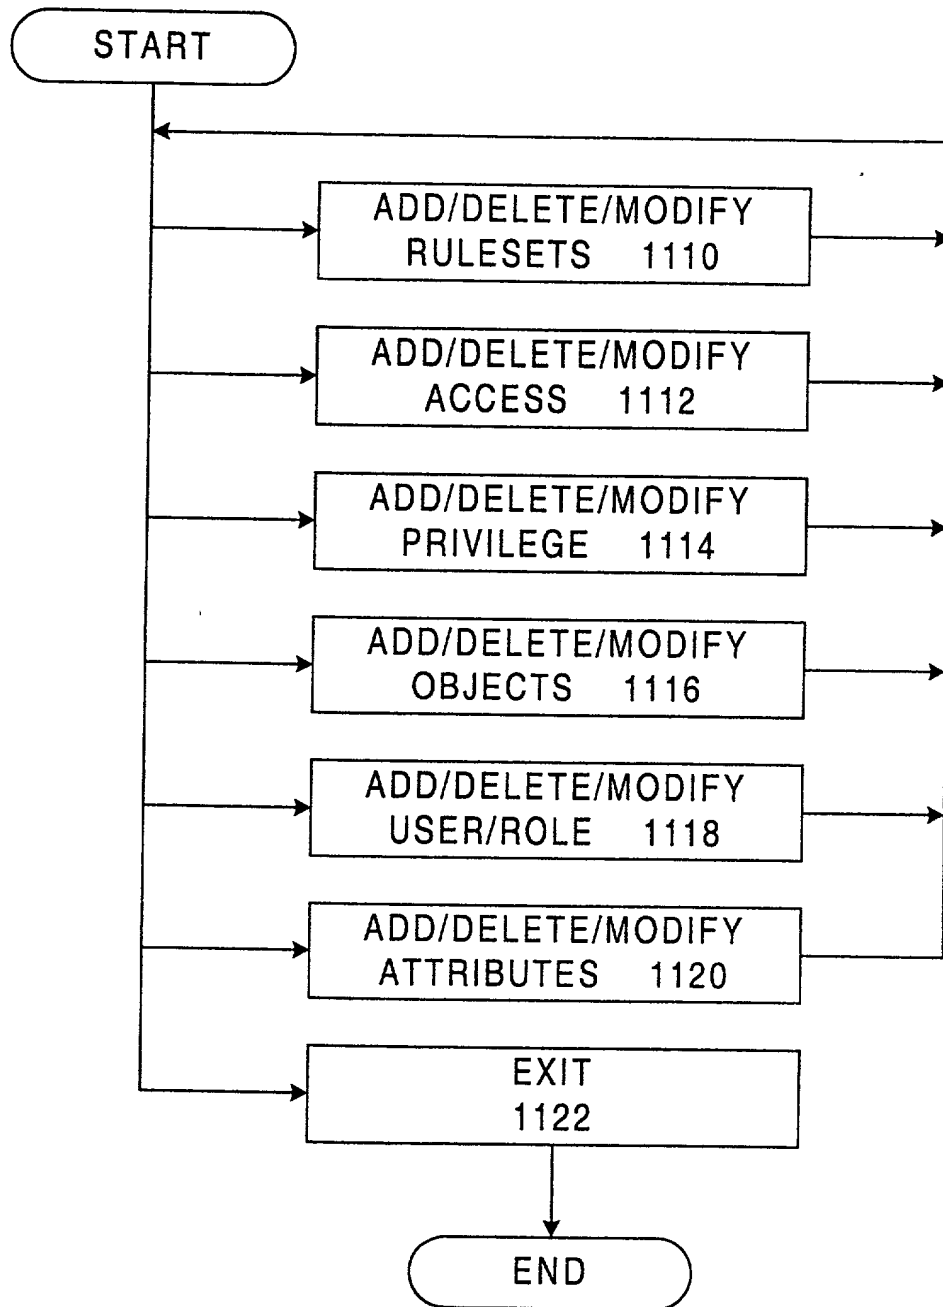 START
ADD/DELETE/MODIFY
RULESETS 1110
ADD/DELETE/MODIFY
ACCESS 1112
ADD/DELETE/MODIFY
PRIVILEGE 1114
ADD/DELETE/MODIFY
OBJECTS 1116
ADD/DELETE/MODIFY
USER/ROLE 1118
ADD/DELETE/MODIFY
ATTRIBUTES 1120
EXIT
1122
END